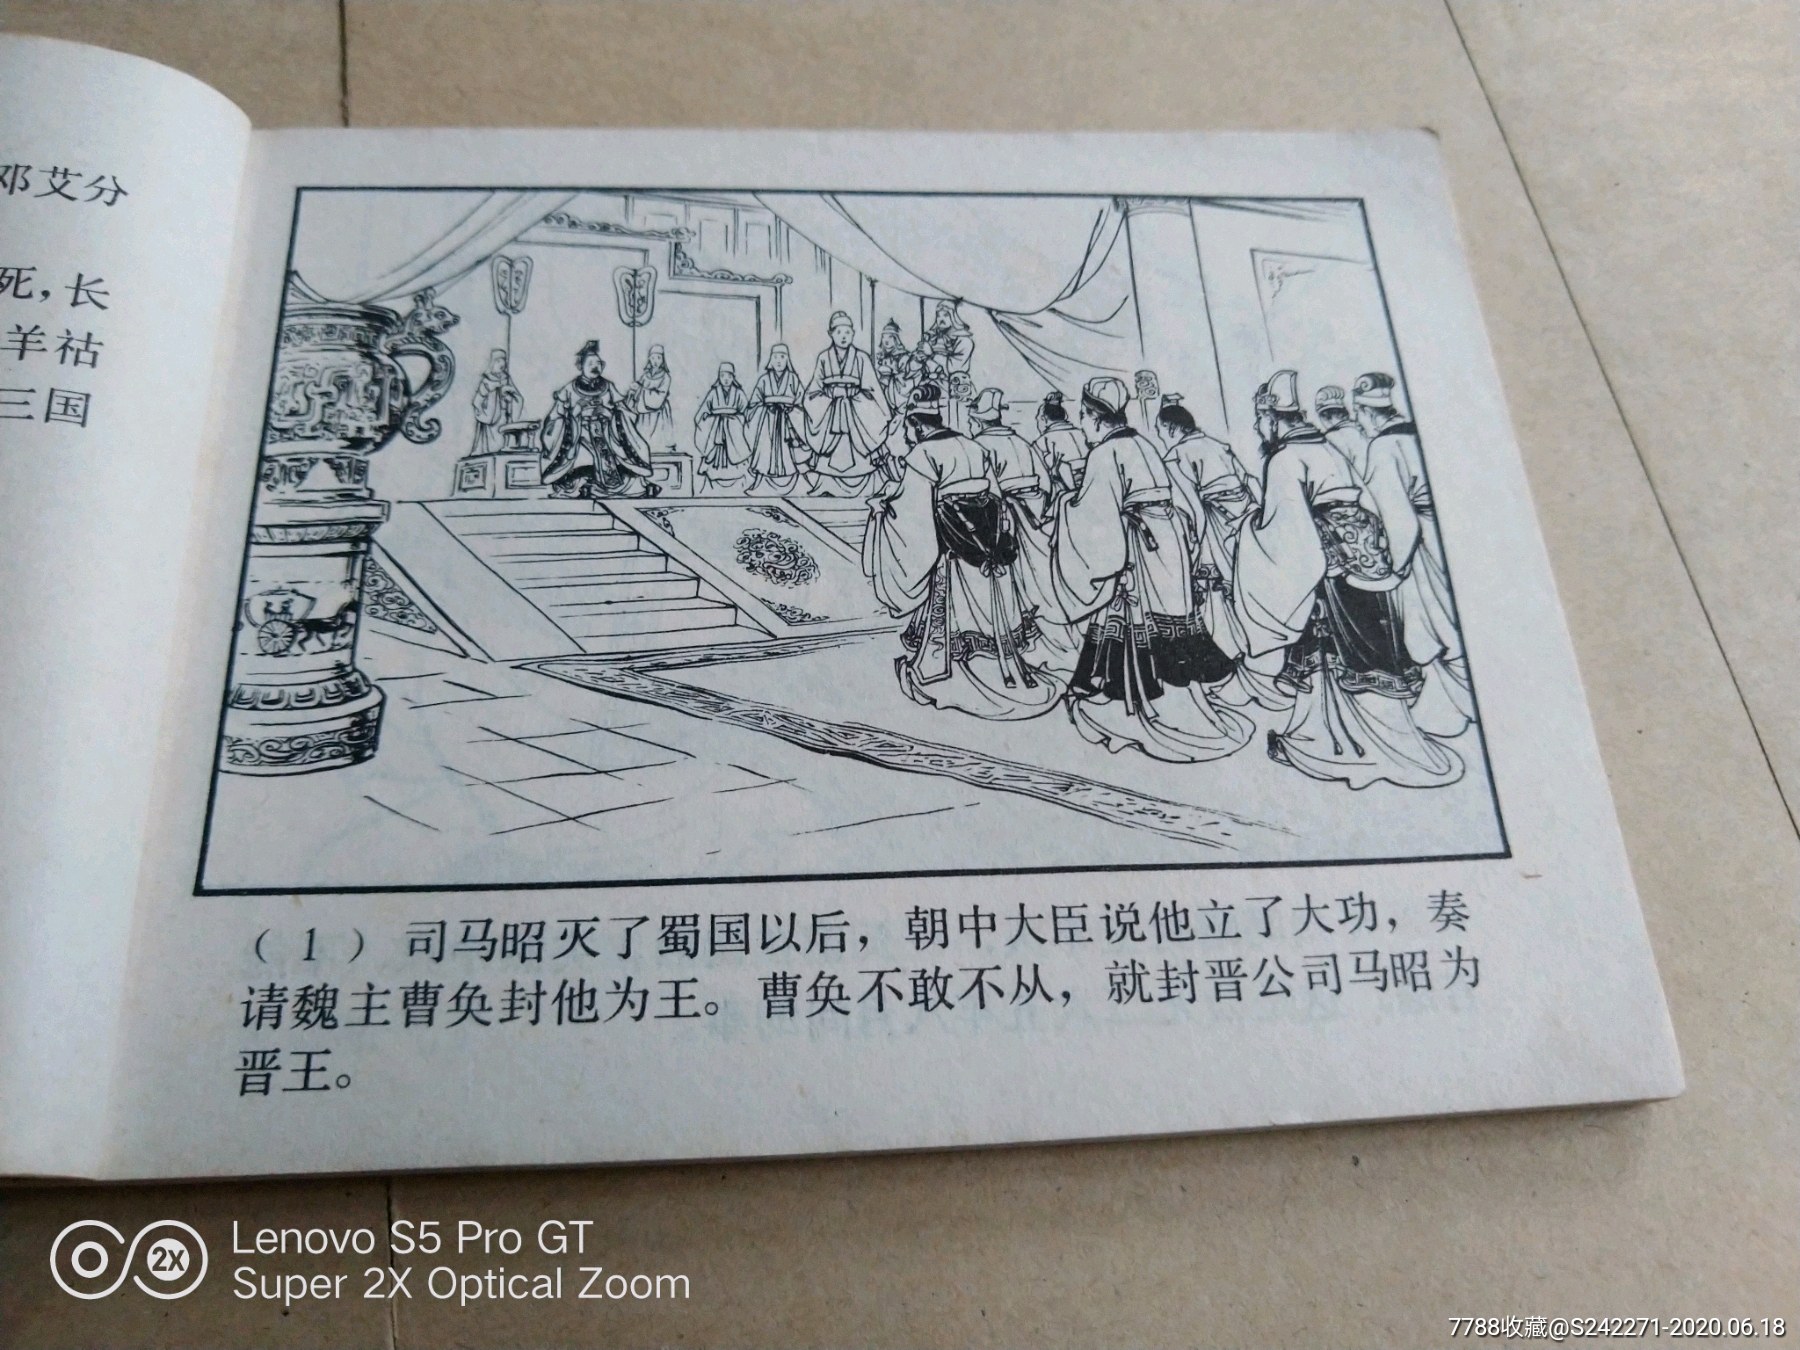 邓艾分
死，长
羊祜
三国
（1） 司马昭灭了蜀国以后，朝中大臣说他立了大功，奏
请魏主曹奂封他为王。曹奂不敢不从，就封晋公司马昭为
晋王。
2X
Lenovo S5 Pro GT
Super 2X Optical Zoom
7788收藏@S242271-2020.06.18